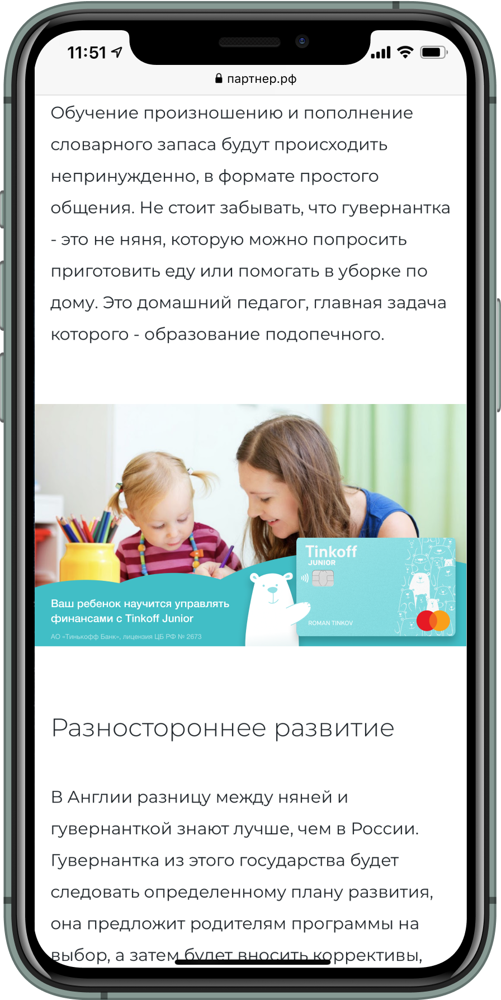 11:51
партнер.рф
Обучение произношению и пополнение
словарного запаса будут происходить
непринужденно, в формате простого
общения. Не стоит забывать, что гувернантка
- это не няня, которую можно попросить
приготовить еду или помогать в уборке по
дому. Это домашний педагог, главная задача
которого - образование подопечного.
Tinkoff
JUNIOR
ROMAN TINKOV
Ваш ребенок научится управлять
финансами с Tinkoff Junior
АО «Тинькофф Банк», лицензия ЦБ РФ № 2673
Разностороннее развитие
В Англии разницу между няней и
гувернанткой знают лучше, чем в России.
Гувернантка из этого государства будет
следовать определенному плану развития,
она предложит родителям программы на
выбор, а затем будет вносить коррективы,